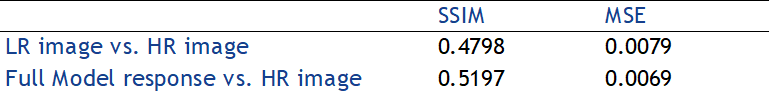 SSIM MSE
LR image vs. HR image 0.4798 0.0079
Full Model response vs. HR image 0.5197 0.0069